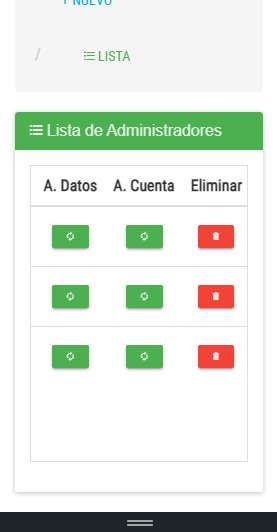 NUEVO
/
LISTA
Lista de Administradores
A. Datos A. Cuenta Eliminar